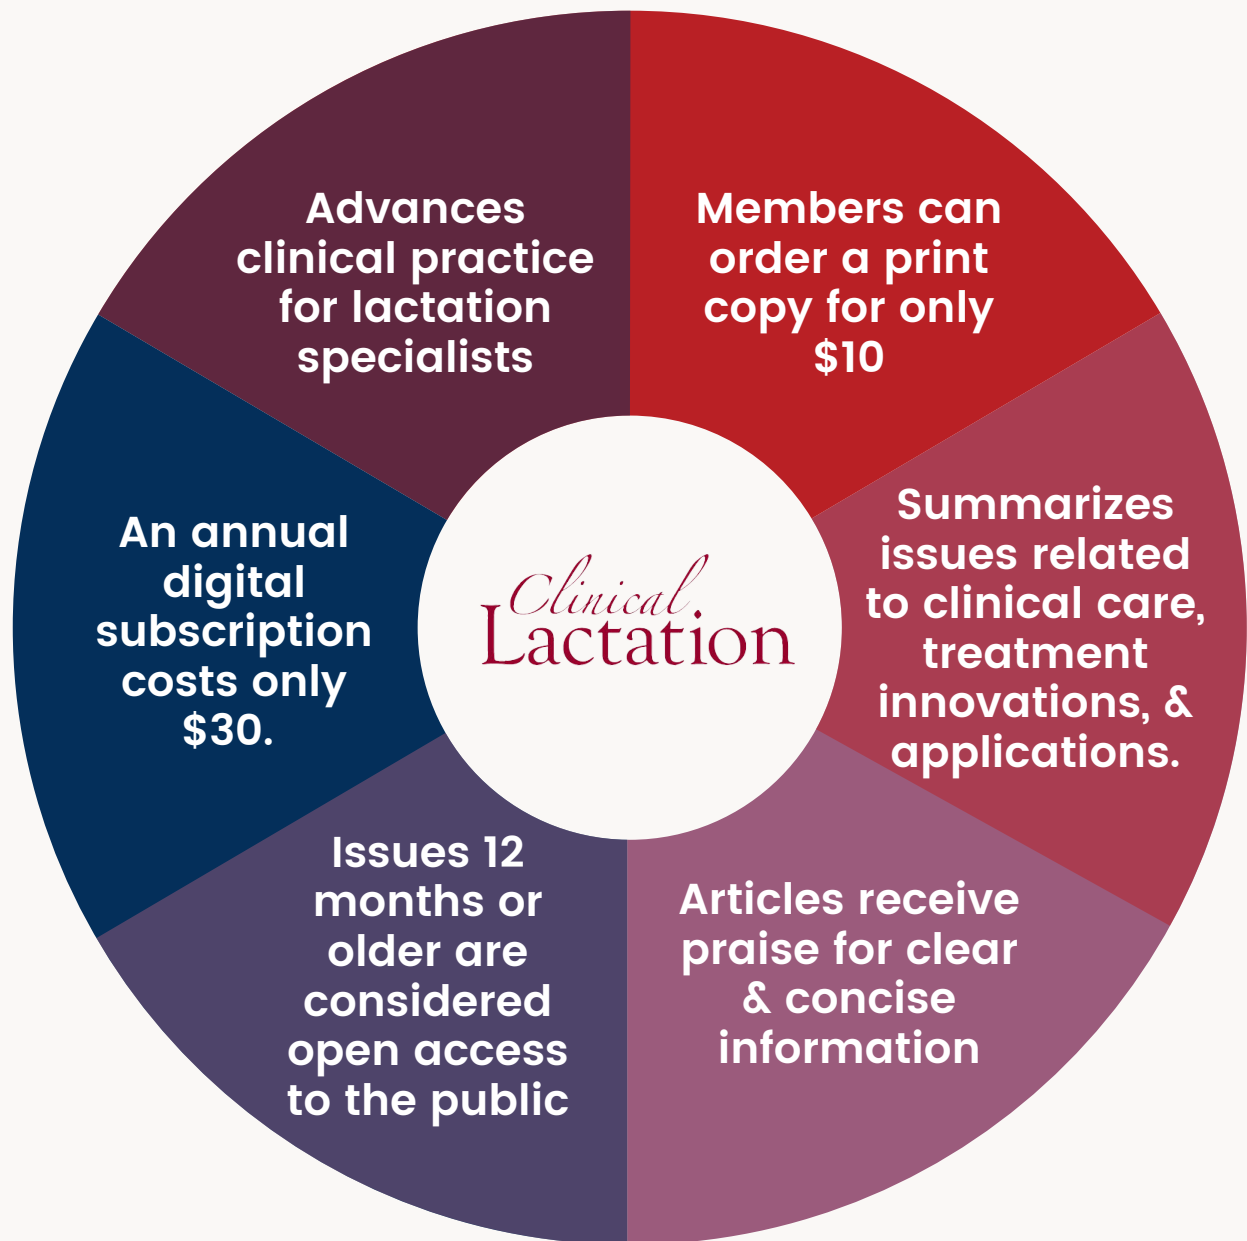 Advances
clinical practice
for lactation
specialists
Members can
order a print
copy for only
$10
Summarizes
issues related
to clinical care,
treatment
innovations, &
applications.
Articles receive
praise for clear
& concise
information
Issues 12
months or
older are
considered
open access
to the public
An annual
digital
subscription
costs only
$30.
Clinical
Lactation